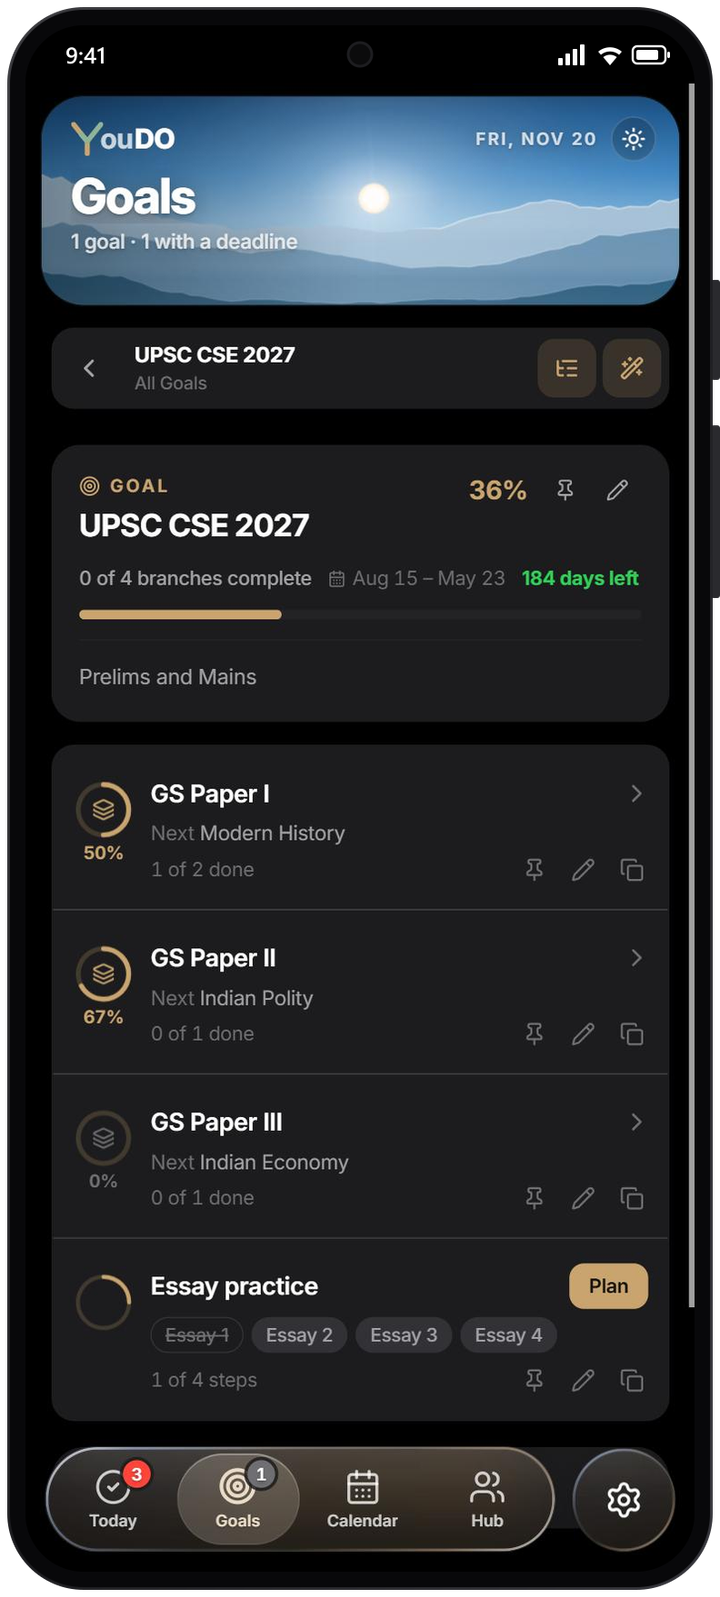 9:41
YouDO
FRI, NOV 20
Goals
1 goal · 1 with a deadline
UPSC CSE 2027
All Goals
GOAL
36%
UPSC CSE 2027
0 of 4 branches complete Aug 15 – May 23 184 days left
Prelims and Mains
GS Paper I
Next Modern History
50%
1 of 2 done
GS Paper II
Next Indian Polity
67%
0 of 1 done
GS Paper III
Next Indian Economy
0%
0 of 1 done
Essay practice
Plan
Essay 1 Essay 2 Essay 3 Essay 4
1 of 4 steps
3
1
Today Goals Calendar Hub